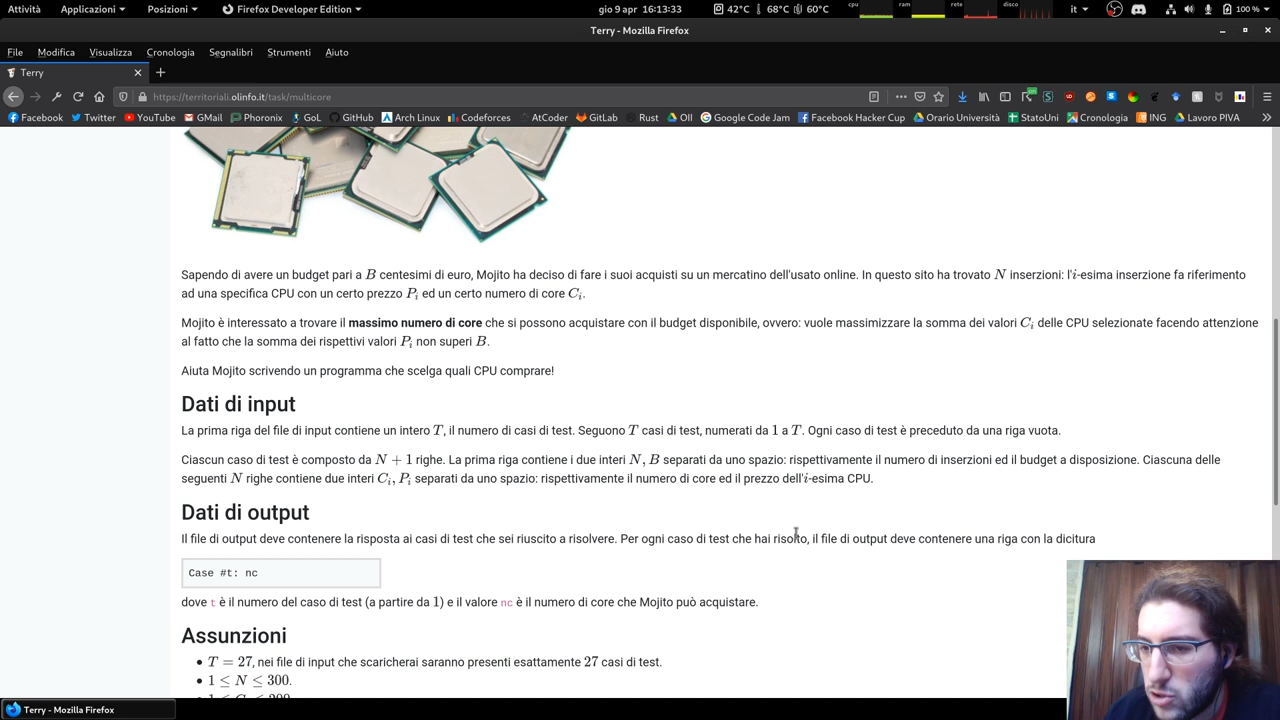 Attività Applicazioni Posizioni Firefox Developer Edition gio 9 apr 16:13:33 42°C 68°C 60°C cpu ram rete disco it 100 %
Terry - Mozilla Firefox
File Modifica Visualizza Cronologia Segnalibri Strumenti Aiuto
Terry
https://territoriali.olinfo.it/task/multicore
Facebook Twitter YouTube GMail Phoronix GoL GitHub Arch Linux Codeforces AtCoder GitLab Rust OII Google Code Jam Facebook Hacker Cup Orario Università StatoUni Cronologia ING Lavoro PIVA
Sapendo di avere un budget pari a B centesimi di euro, Mojito ha deciso di fare i suoi acquisti su un mercatino dell'usato online. In questo sito ha trovato N inserzioni: l'i-esima inserzione fa riferimento
ad una specifica CPU con un certo prezzo P_i ed un certo numero di core C_i.
Mojito è interessato a trovare il massimo numero di core che si possono acquistare con il budget disponibile, ovvero: vuole massimizzare la somma dei valori C_i delle CPU selezionate facendo attenzione
al fatto che la somma dei rispettivi valori P_i non superi B.
Aiuta Mojito scrivendo un programma che scelga quali CPU comprare!
Dati di input
La prima riga del file di input contiene un intero T, il numero di casi di test. Seguono T casi di test, numerati da 1 a T. Ogni caso di test è preceduto da una riga vuota.
Ciascun caso di test è composto da N + 1 righe. La prima riga contiene i due interi N, B separati da uno spazio: rispettivamente il numero di inserzioni ed il budget a disposizione. Ciascuna delle
seguenti N righe contiene due interi C_i, P_i separati da uno spazio: rispettivamente il numero di core ed il prezzo dell'i-esima CPU.
Dati di output
Il file di output deve contenere la risposta ai casi di test che sei riuscito a risolvere. Per ogni caso di test che hai risolto, il file di output deve contenere una riga con la dicitura
Case #t: nc
dove t è il numero del caso di test (a partire da 1) e il valore nc è il numero di core che Mojito può acquistare.
Assunzioni
T = 27, nei file di input che scaricherai saranno presenti esattamente 27 casi di test.
1 ≤ N ≤ 300.
Terry - Mozilla Firefox